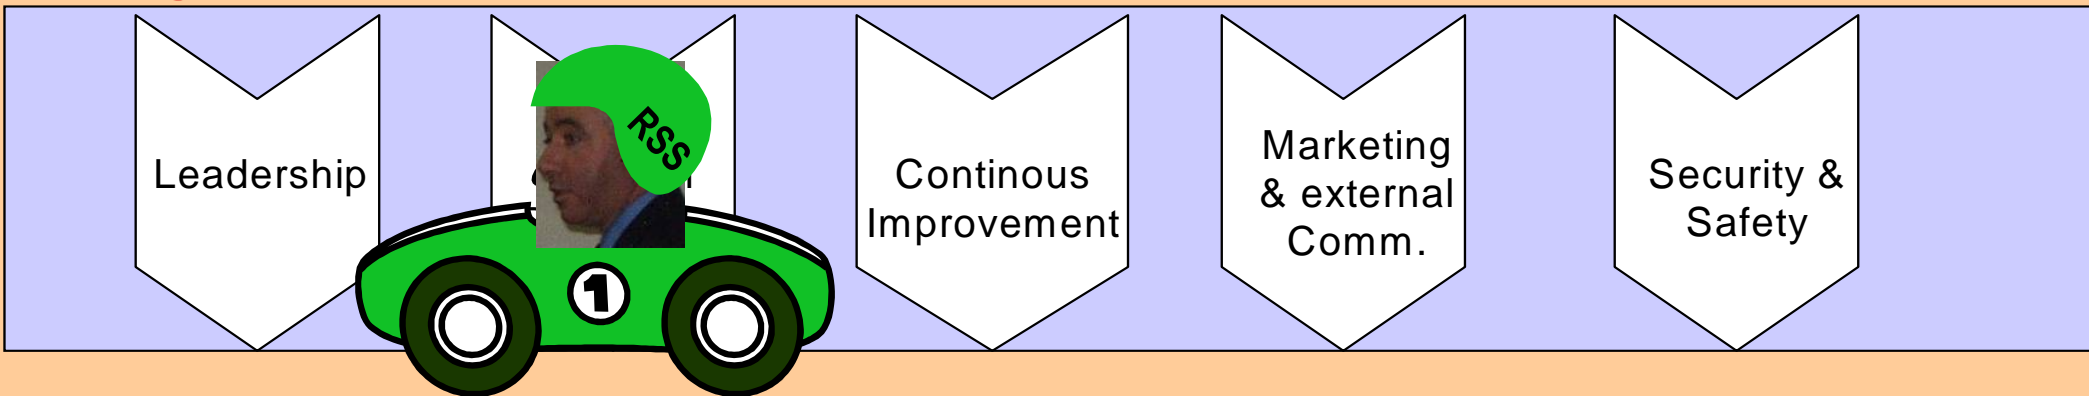 Leadership
RSS
1
Continous
Improvement
Marketing
& external
Comm.
Security &
Safety